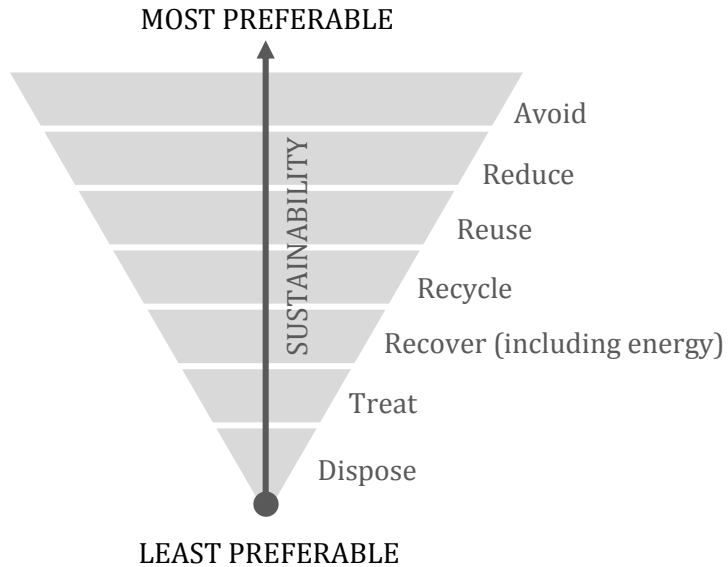 MOST PREFERABLE
Avoid
Reduce
SUSTAINABILITY
Reuse
Recycle
Recover (including energy)
Treat
Dispose
LEAST PREFERABLE